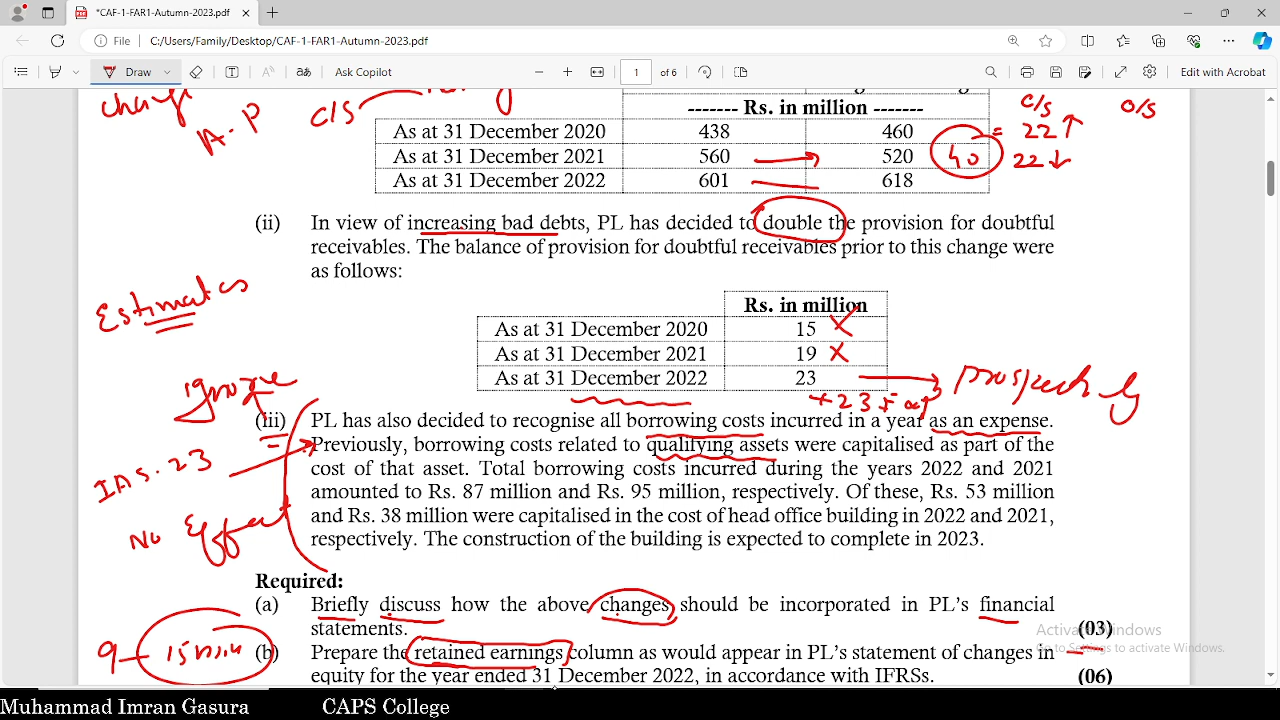 *CAF-1-FAR1-Autumn-2023.pdf
File C:/Users/Family/Desktop/CAF-1-FAR1-Autumn-2023.pdf
Draw Ask Copilot 1 of 6 Edit with Acrobat
change
A.P
C/S
C/S O/S
------- Rs. in million -------
As at 31 December 2020 438 460 = 22↑
As at 31 December 2021 560 520 40 22↓
As at 31 December 2022 601 618
(ii) In view of increasing bad debts, PL has decided to double the provision for doubtful
receivables. The balance of provision for doubtful receivables prior to this change were
as follows:
Estimates
Rs. in million
As at 31 December 2020 15 X
As at 31 December 2021 19 X
As at 31 December 2022 23 prospectively
+23
Ignore
(iii) PL has also decided to recognise all borrowing costs incurred in a year as an expense.
Previously, borrowing costs related to qualifying assets were capitalised as part of the
IAS.23 cost of that asset. Total borrowing costs incurred during the years 2022 and 2021
amounted to Rs. 87 million and Rs. 95 million, respectively. Of these, Rs. 53 million
No Effect and Rs. 38 million were capitalised in the cost of head office building in 2022 and 2021,
respectively. The construction of the building is expected to complete in 2023.
Required:
(a) Briefly discuss how the above changes should be incorporated in PL's financial
statements. (03)
9 15 min (b) Prepare the retained earnings column as would appear in PL's statement of changes in
equity for the year ended 31 December 2022, in accordance with IFRSs. (06)
Activate Windows
Go to Settings to activate Windows.
Muhammad Imran Gasura CAPS College